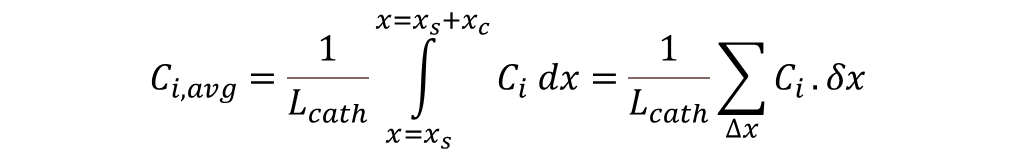 C_{i,avg} = \frac{1}{L_{cath}} \int_{x=x_s}^{x=x_s+x_c} C_i \, dx = \frac{1}{L_{cath}} \sum_{\Delta x} C_i . \delta x